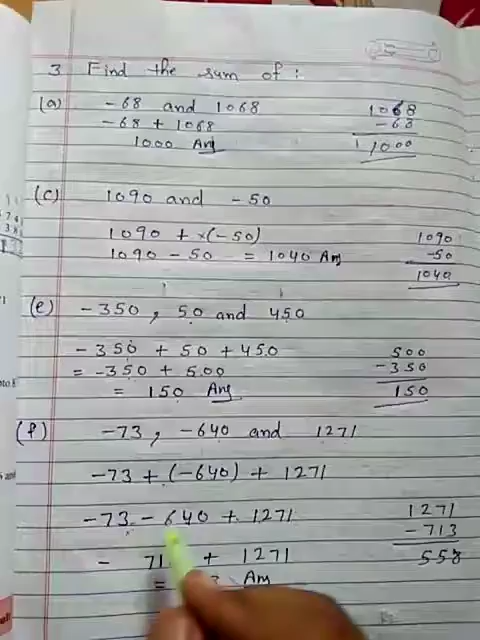 3 Find the sum of :
(a) -68 and 1068
-68 + 1068
1000 Ans
1068
-68
1000
(c) 1090 and -50
1090 + x(-50)
1090 - 50 = 1040 Ans
1090
-50
1040
(e) -350, 50 and 450
-350 + 50 + 450
= -350 + 500
= 150 Ans
500
- 350
150
(f) -73, -640 and 1271
-73 + (-640) + 1271
-73 - 640 + 1271
- + 1271
= Ans
1271
- 713
558